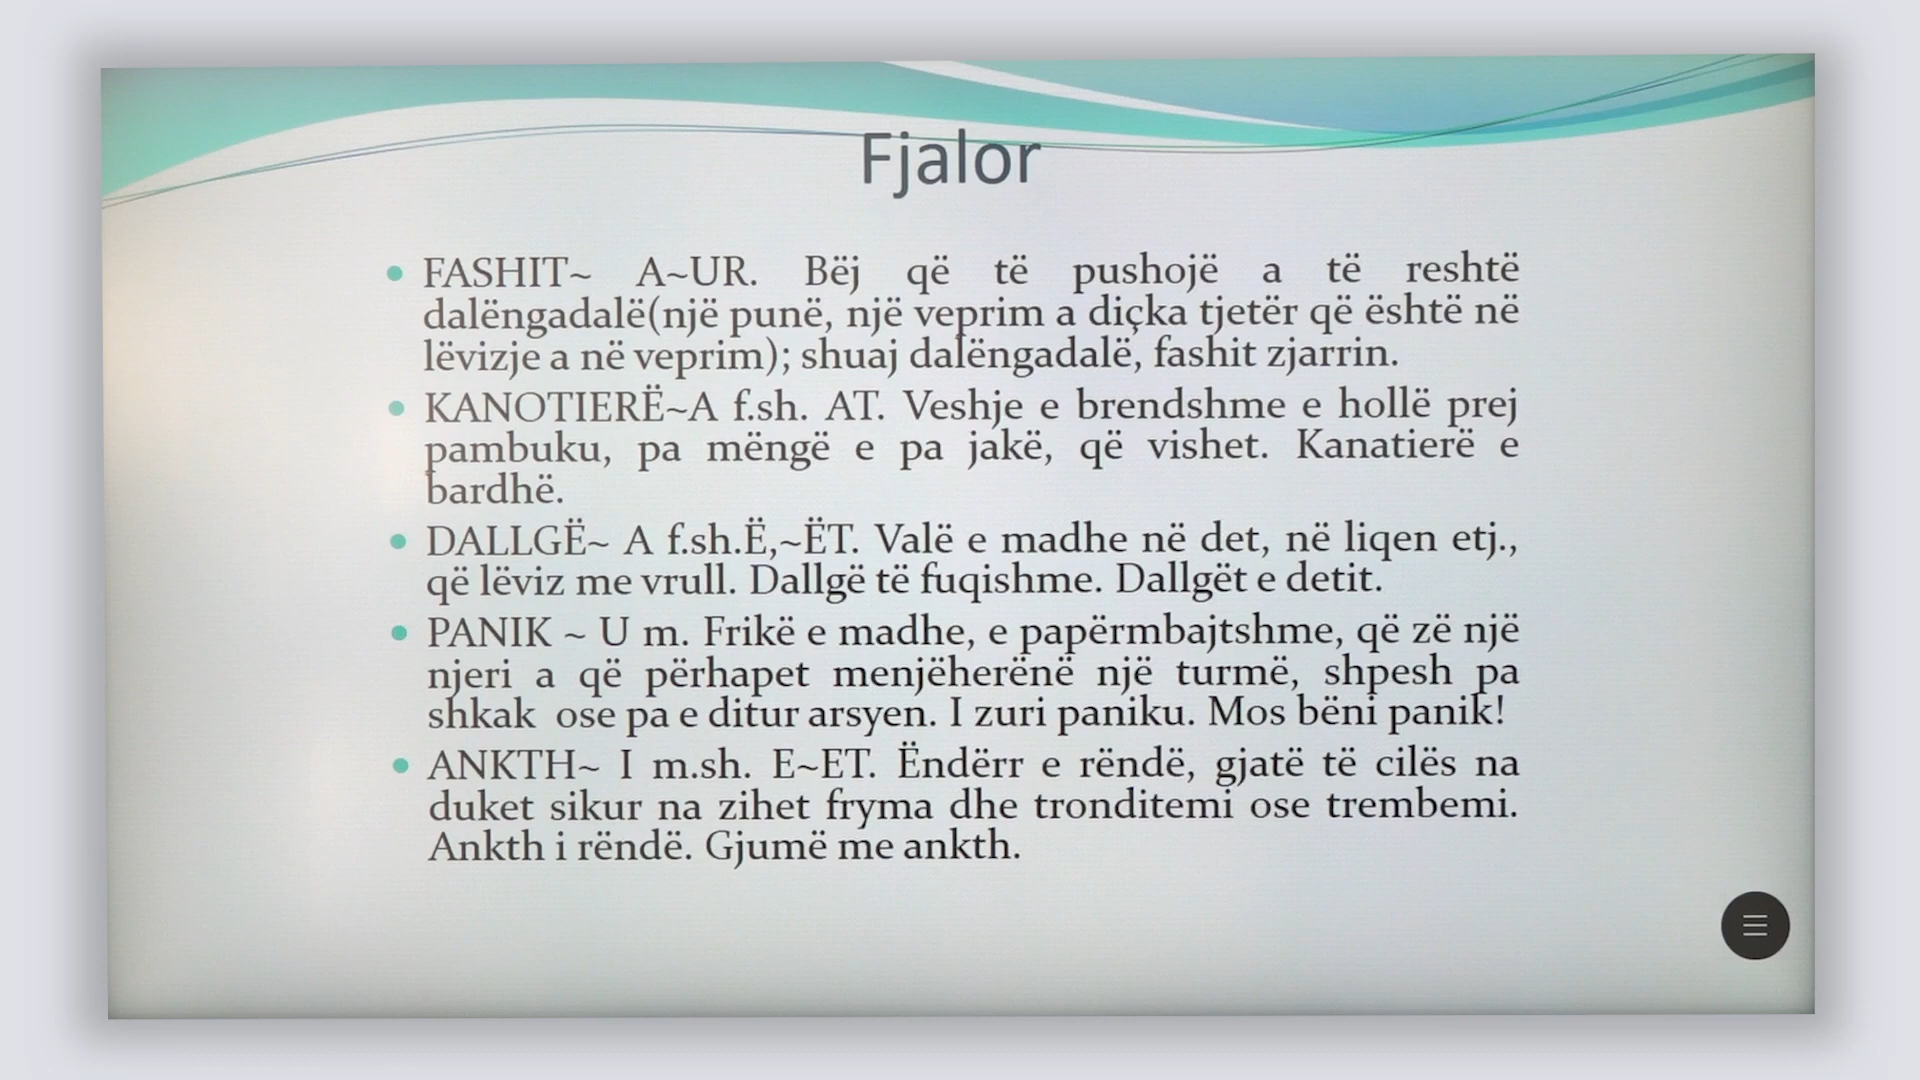 Fjalor
FASHIT~ A~UR. Bëj që të pushojë a të reshtë
dalëngadalë(një punë, një veprim a diçka tjetër që është në
lëvizje a në veprim); shuaj dalëngadalë, fashit zjarrin.
KANOTIERË~A f.sh. AT. Veshje e brendshme e hollë prej
pambuku, pa mëngë e pa jakë, që vishet. Kanatierë e
bardhë.
DALLGË~ A f.sh.Ë,~ËT. Valë e madhe në det, në liqen etj.,
që lëviz me vrull. Dallgë të fuqishme. Dallgët e detit.
PANIK ~ U m. Frikë e madhe, e papërmbajtshme, që zë një
njeri a që përhapet menjëherënë një turmë, shpesh pa
shkak ose pa e ditur arsyen. I zuri paniku. Mos bëni panik!
ANKTH~ I m.sh. E~ET. Ëndërr e rëndë, gjatë të cilës na
duket sikur na zihet fryma dhe tronditemi ose trembemi.
Ankth i rëndë. Gjumë me ankth.